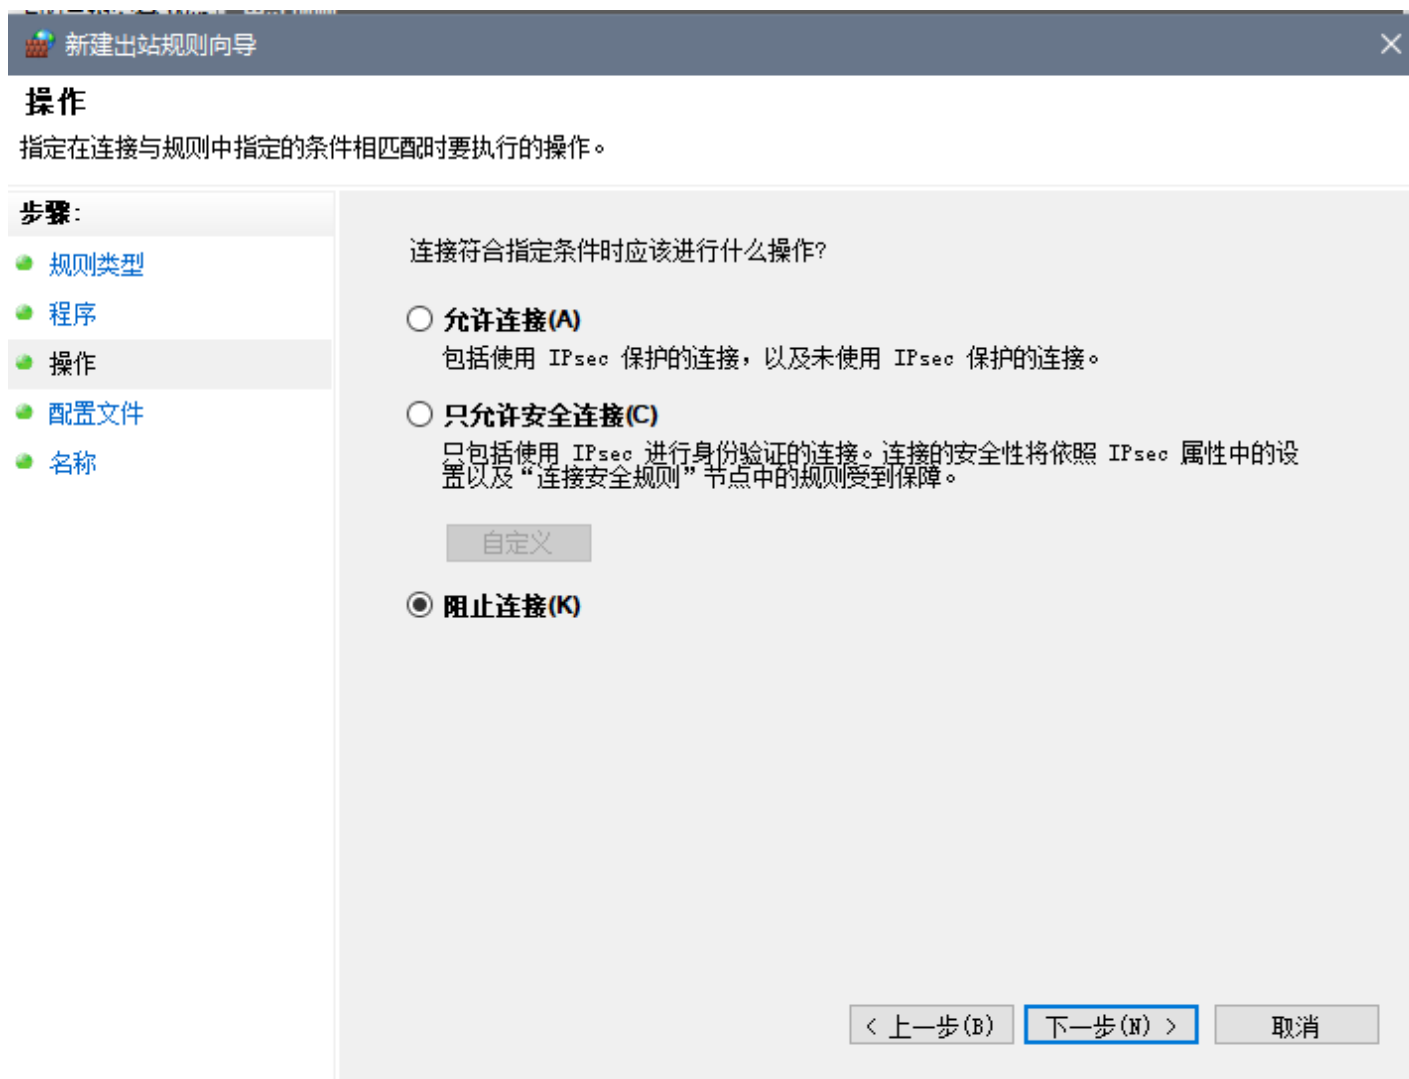 新建出站规则向导
操作
指定在连接与规则中指定的条件相匹配时要执行的操作。
步骤:
规则类型
程序
操作
配置文件
名称
连接符合指定条件时应该进行什么操作?
允许连接(A)
包括使用 IPsec 保护的连接，以及未使用 IPsec 保护的连接。
只允许安全连接(C)
只包括使用 IPsec 进行身份验证的连接。连接的安全性将依照 IPsec 属性中的设
置以及“连接安全规则”节点中的规则受到保障。
自定义
阻止连接(K)
< 上一步(B)
下一步(N) >
取消